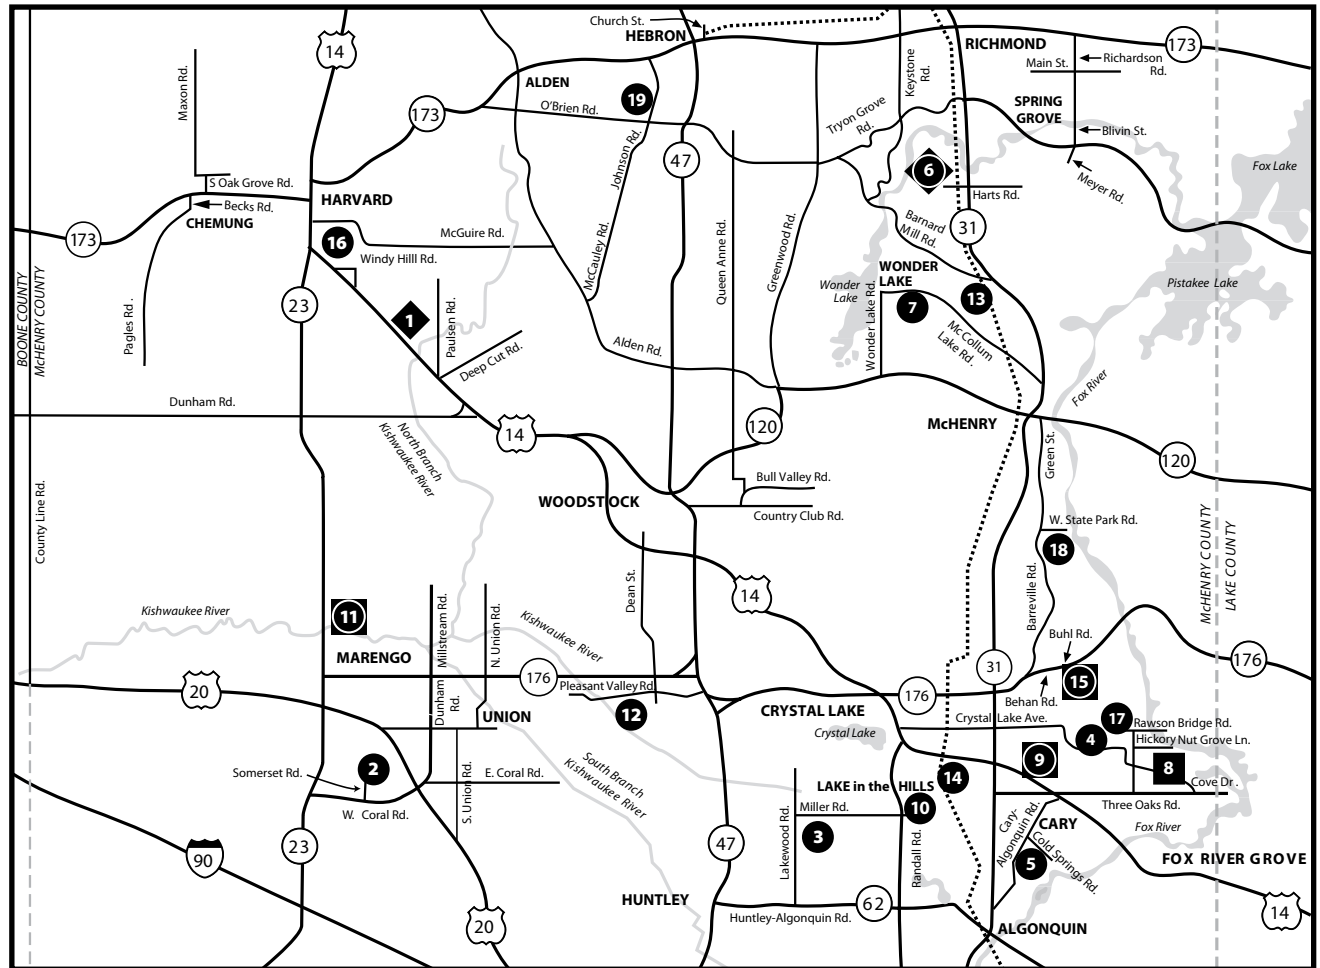 Church St.
HEBRON
14
RICHMOND
173
Main St.
Richardson
Rd.
Keystone
Rd.
Maxon Rd.
ALDEN
O'Brien Rd.
19
173
SPRING
GROVE
Tryon Grove
Rd.
Blivin St.
Fox Lake
47
Johnson Rd.
6
Meyer Rd.
S Oak Grove Rd.
Harts Rd.
HARVARD
Becks Rd.
CHEMUNG
173
16
McGuire Rd.
Windy Hilll Rd.
Barnard
Mill Rd.
31
McCauley Rd.
Queen Anne Rd.
Greenwood Rd.
WONDER
LAKE
Wonder
Lake
Pistakee Lake
BOONE COUNTY
McHENRY COUNTY
23
Pagles Rd.
1
Paulsen Rd.
Deep Cut Rd.
7
13
Wonder Lake Rd.
McCollum
Lake Rd.
Alden Rd.
Fox River
Dunham Rd.
14
North Branch
Kishwaukee River
120
McHENRY
Green St.
120
Bull Valley Rd.
WOODSTOCK
Country Club Rd.
County Line Rd.
W. State Park Rd.
18
McHENRY COUNTY
LAKE COUNTY
Dean St.
14
Barreville Rd.
Kishwaukee River
11
Millstream Rd.
N. Union Rd.
Kishwaukee River
Buhl Rd.
MARENGO
31
176
20
176
Pleasant Valley Rd.
176
15
Behan Rd.
Dunham
Rd.
UNION
12
CRYSTAL LAKE
Crystal Lake Ave.
17
Rawson Bridge Rd.
Crystal Lake
4
Hickory Nut Grove Ln.
9
8
Somerset Rd.
2
E. Coral Rd.
S. Union Rd.
South Branch
Kishwaukee River
LAKE in the HILLS
14
Cove Dr.
W. Coral Rd.
Miller Rd.
10
Three Oaks Rd.
Lakewood Rd.
3
Randall Rd.
Cary-
Algonquin Rd.
CARY
Fox River
23
47
90
5
Cold Springs Rd.
FOX RIVER GROVE
HUNTLEY
62
14
20
Huntley-Algonquin Rd.
ALGONQUIN